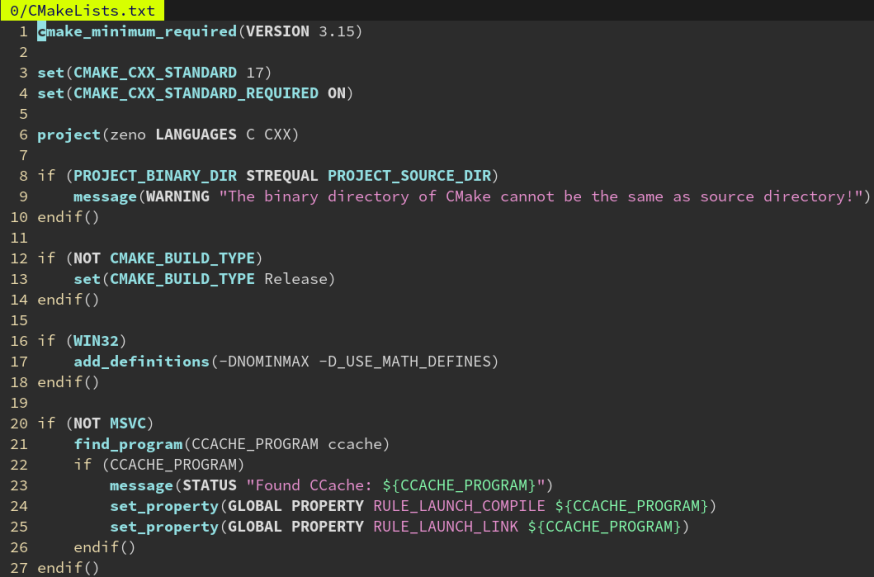 0/CMakeLists.txt
1 cmake_minimum_required(VERSION 3.15)
2
3 set(CMAKE_CXX_STANDARD 17)
4 set(CMAKE_CXX_STANDARD_REQUIRED ON)
5
6 project(zeno LANGUAGES C CXX)
7
8 if (PROJECT_BINARY_DIR STREQUAL PROJECT_SOURCE_DIR)
9     message(WARNING "The binary directory of CMake cannot be the same as source directory!")
10 endif()
11
12 if (NOT CMAKE_BUILD_TYPE)
13     set(CMAKE_BUILD_TYPE Release)
14 endif()
15
16 if (WIN32)
17     add_definitions(-DNOMINMAX -D_USE_MATH_DEFINES)
18 endif()
19
20 if (NOT MSVC)
21     find_program(CCACHE_PROGRAM ccache)
22     if (CCACHE_PROGRAM)
23         message(STATUS "Found CCache: ${CCACHE_PROGRAM}")
24         set_property(GLOBAL PROPERTY RULE_LAUNCH_COMPILE ${CCACHE_PROGRAM})
25         set_property(GLOBAL PROPERTY RULE_LAUNCH_LINK ${CCACHE_PROGRAM})
26     endif()
27 endif()